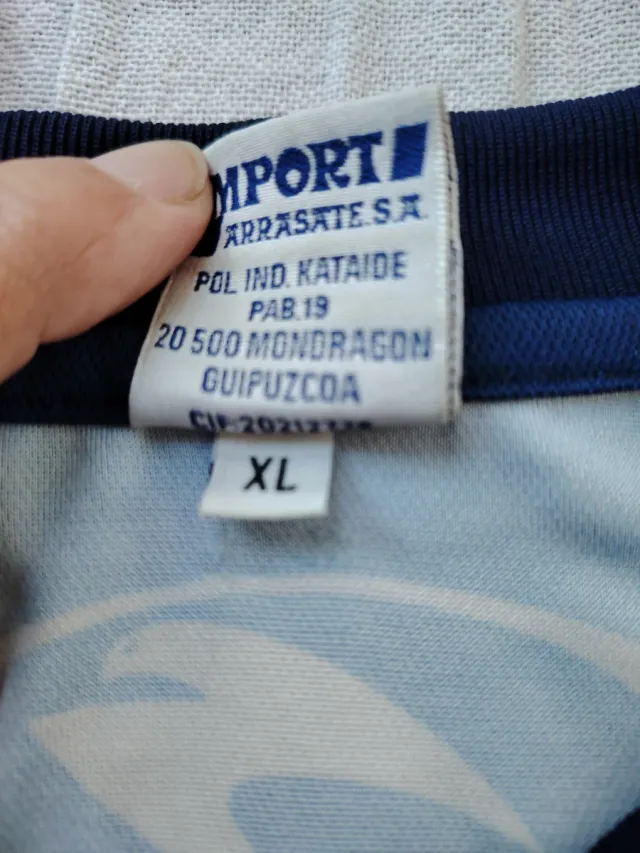 MPORT
ARRASATE S.A.
POL IND. KATAIDE
PAB.19
20 500 MONDRAGON
GUIPUZCOA
XL